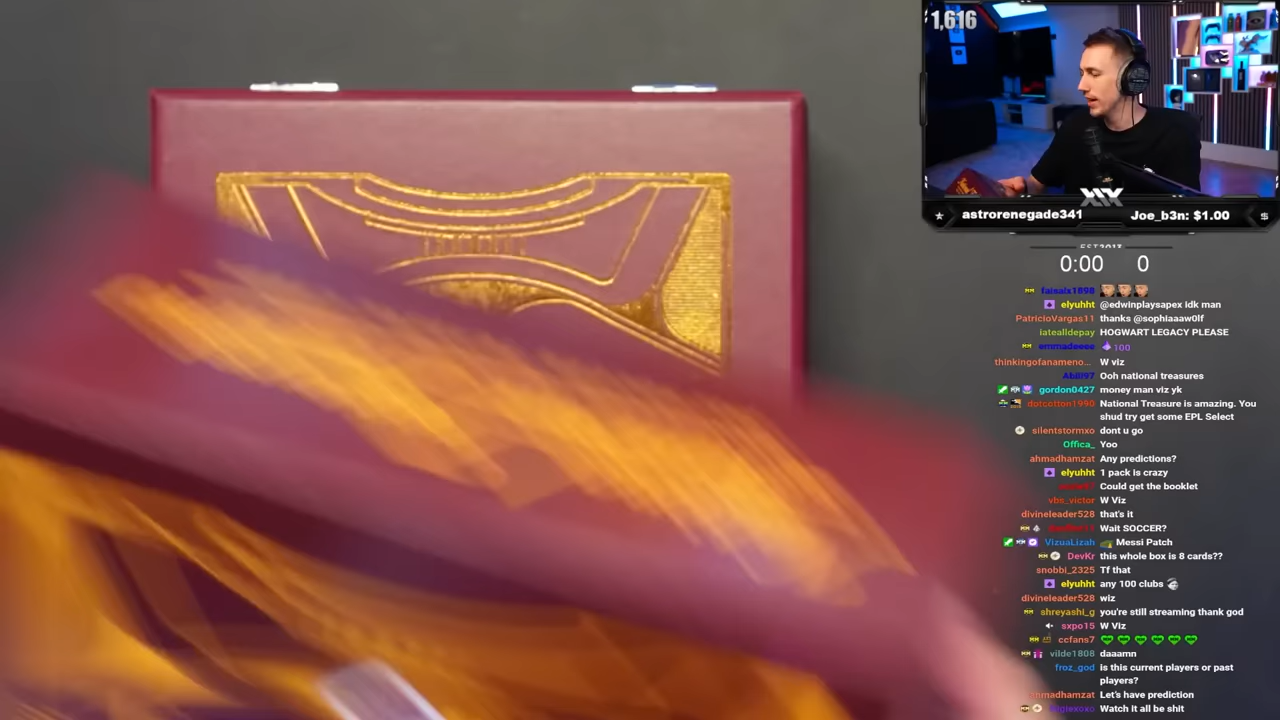 1,616
XIX
astrorenegade341
Joe_b3n: $1.00
EST2013
0:00 0
faisalx1898
elyuhht @edwinplaysapex idk man
PatricioVargas11 thanks @sophiaaaw0lf
iatealldepay HOGWART LEGACY PLEASE
emmadeeee 100
thinkingofanameno... W viz
Ooh national treasures
gordon0427 money man viz yk
dotcotton1990 National Treasure is amazing. You
shud try get some EPL Select
silentstormxo dont u go
Offica_ Yoo
ahmadhamzat Any predictions?
elyuhht 1 pack is crazy
Could get the booklet
vbs_victor W Viz
divineleader528 that's it
Wait SOCCER?
VizuaLizah Messi Patch
DevKr this whole box is 8 cards??
snobbi_2325 Tf that
elyuhht any 100 clubs
divineleader528 wiz
shreyashi_g you're still streaming thank god
sxpo15 W Viz
ccfans7
vilde1808 daaamn
froz_god is this current players or past
players?
ahmadhamzat Let's have prediction
Watch it all be shit